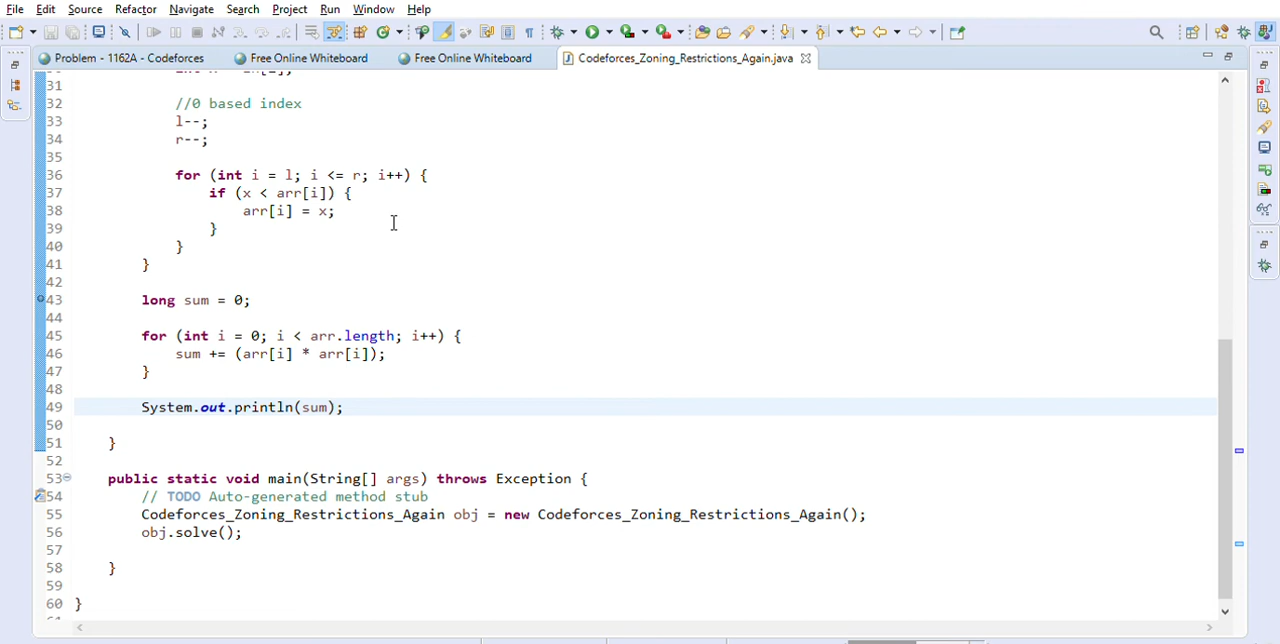 File Edit Source Refactor Navigate Search Project Run Window Help
Problem - 1162A - Codeforces Free Online Whiteboard Free Online Whiteboard Codeforces_Zoning_Restrictions_Again.java
31
32 //0 based index
33 l--;
34 r--;
35
36 for (int i = l; i <= r; i++) {
37 if (x < arr[i]) {
38 arr[i] = x;
39 }
40 }
41 }
42
43 long sum = 0;
44
45 for (int i = 0; i < arr.length; i++) {
46 sum += (arr[i] * arr[i]);
47 }
48
49 System.out.println(sum);
50
51 }
52
53 public static void main(String[] args) throws Exception {
54 // TODO Auto-generated method stub
55 Codeforces_Zoning_Restrictions_Again obj = new Codeforces_Zoning_Restrictions_Again();
56 obj.solve();
57
58 }
59
60 }